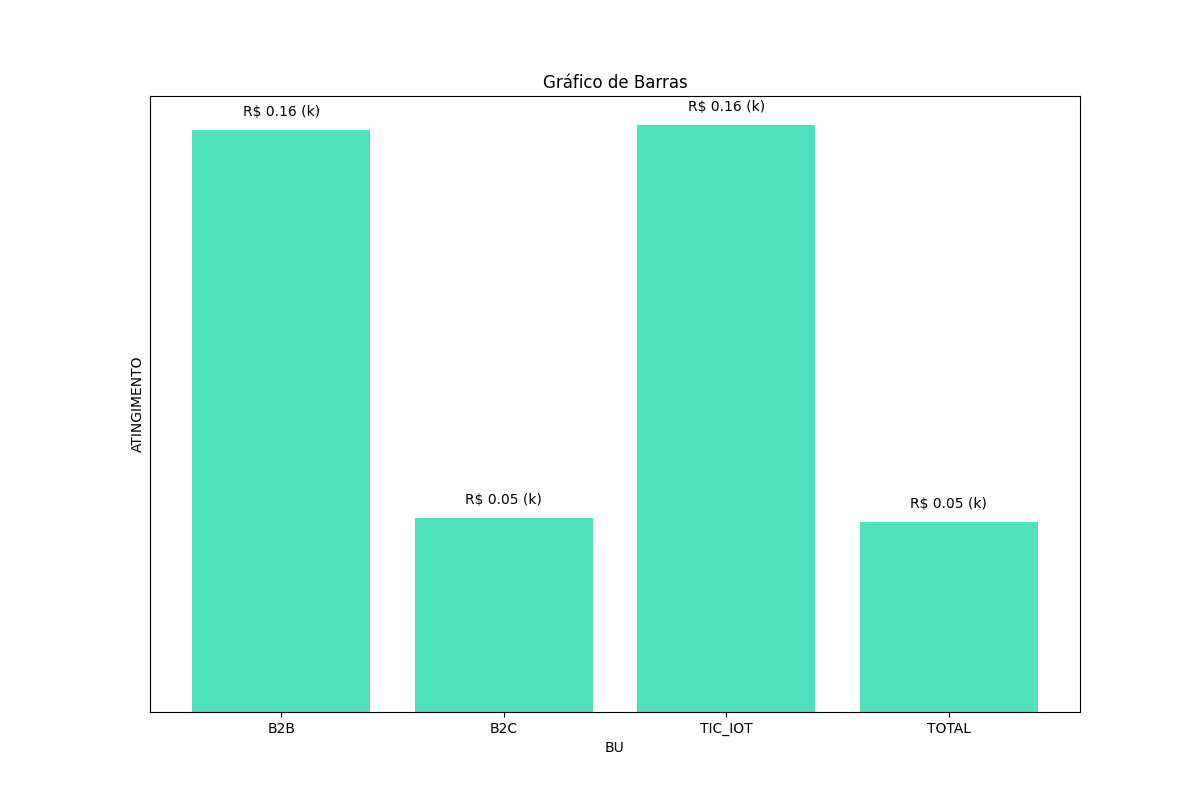 Gráfico de Barras
R$ 0.16 (k)
R$ 0.16 (k)
R$ 0.05 (k)
R$ 0.05 (k)
ATINGIMENTO
B2B
B2C
TIC_IOT
TOTAL
BU